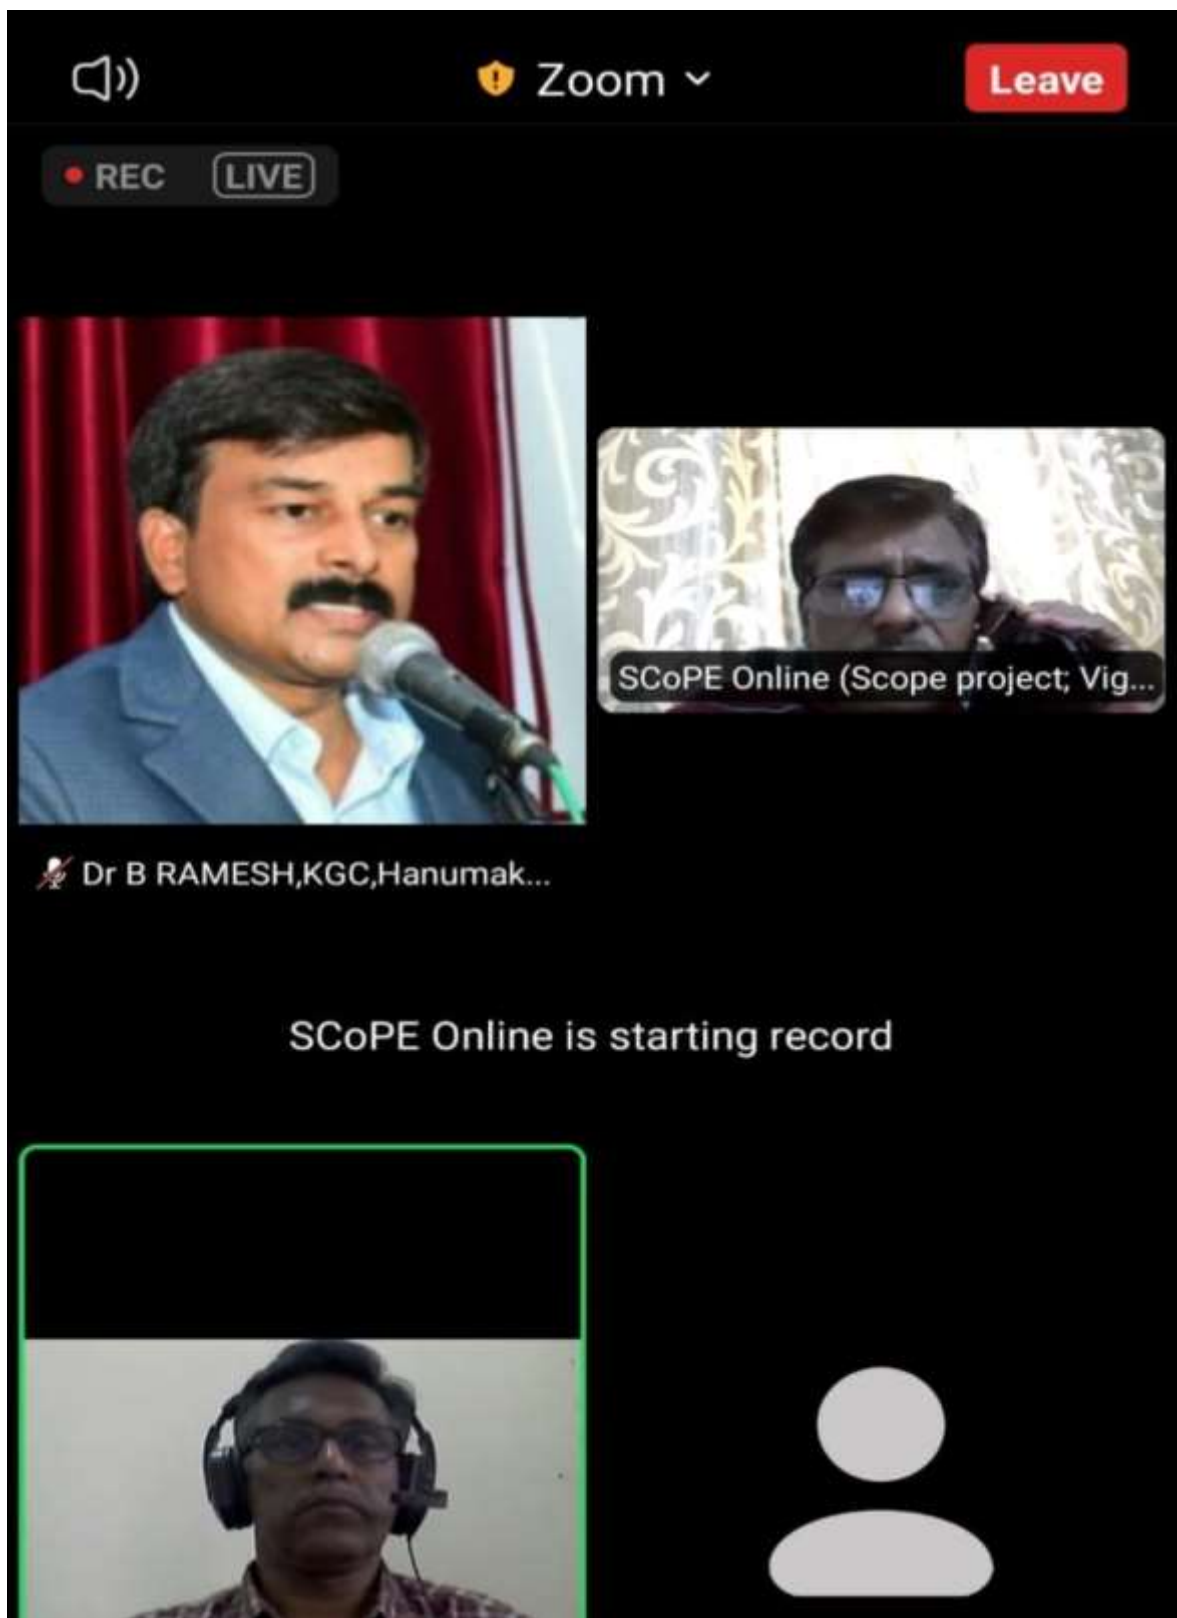 Zoom
Leave
REC LIVE
SCoPE Online (Scope project; Vig...
Dr B RAMESH,KGC,Hanumak...
SCoPE Online is starting record